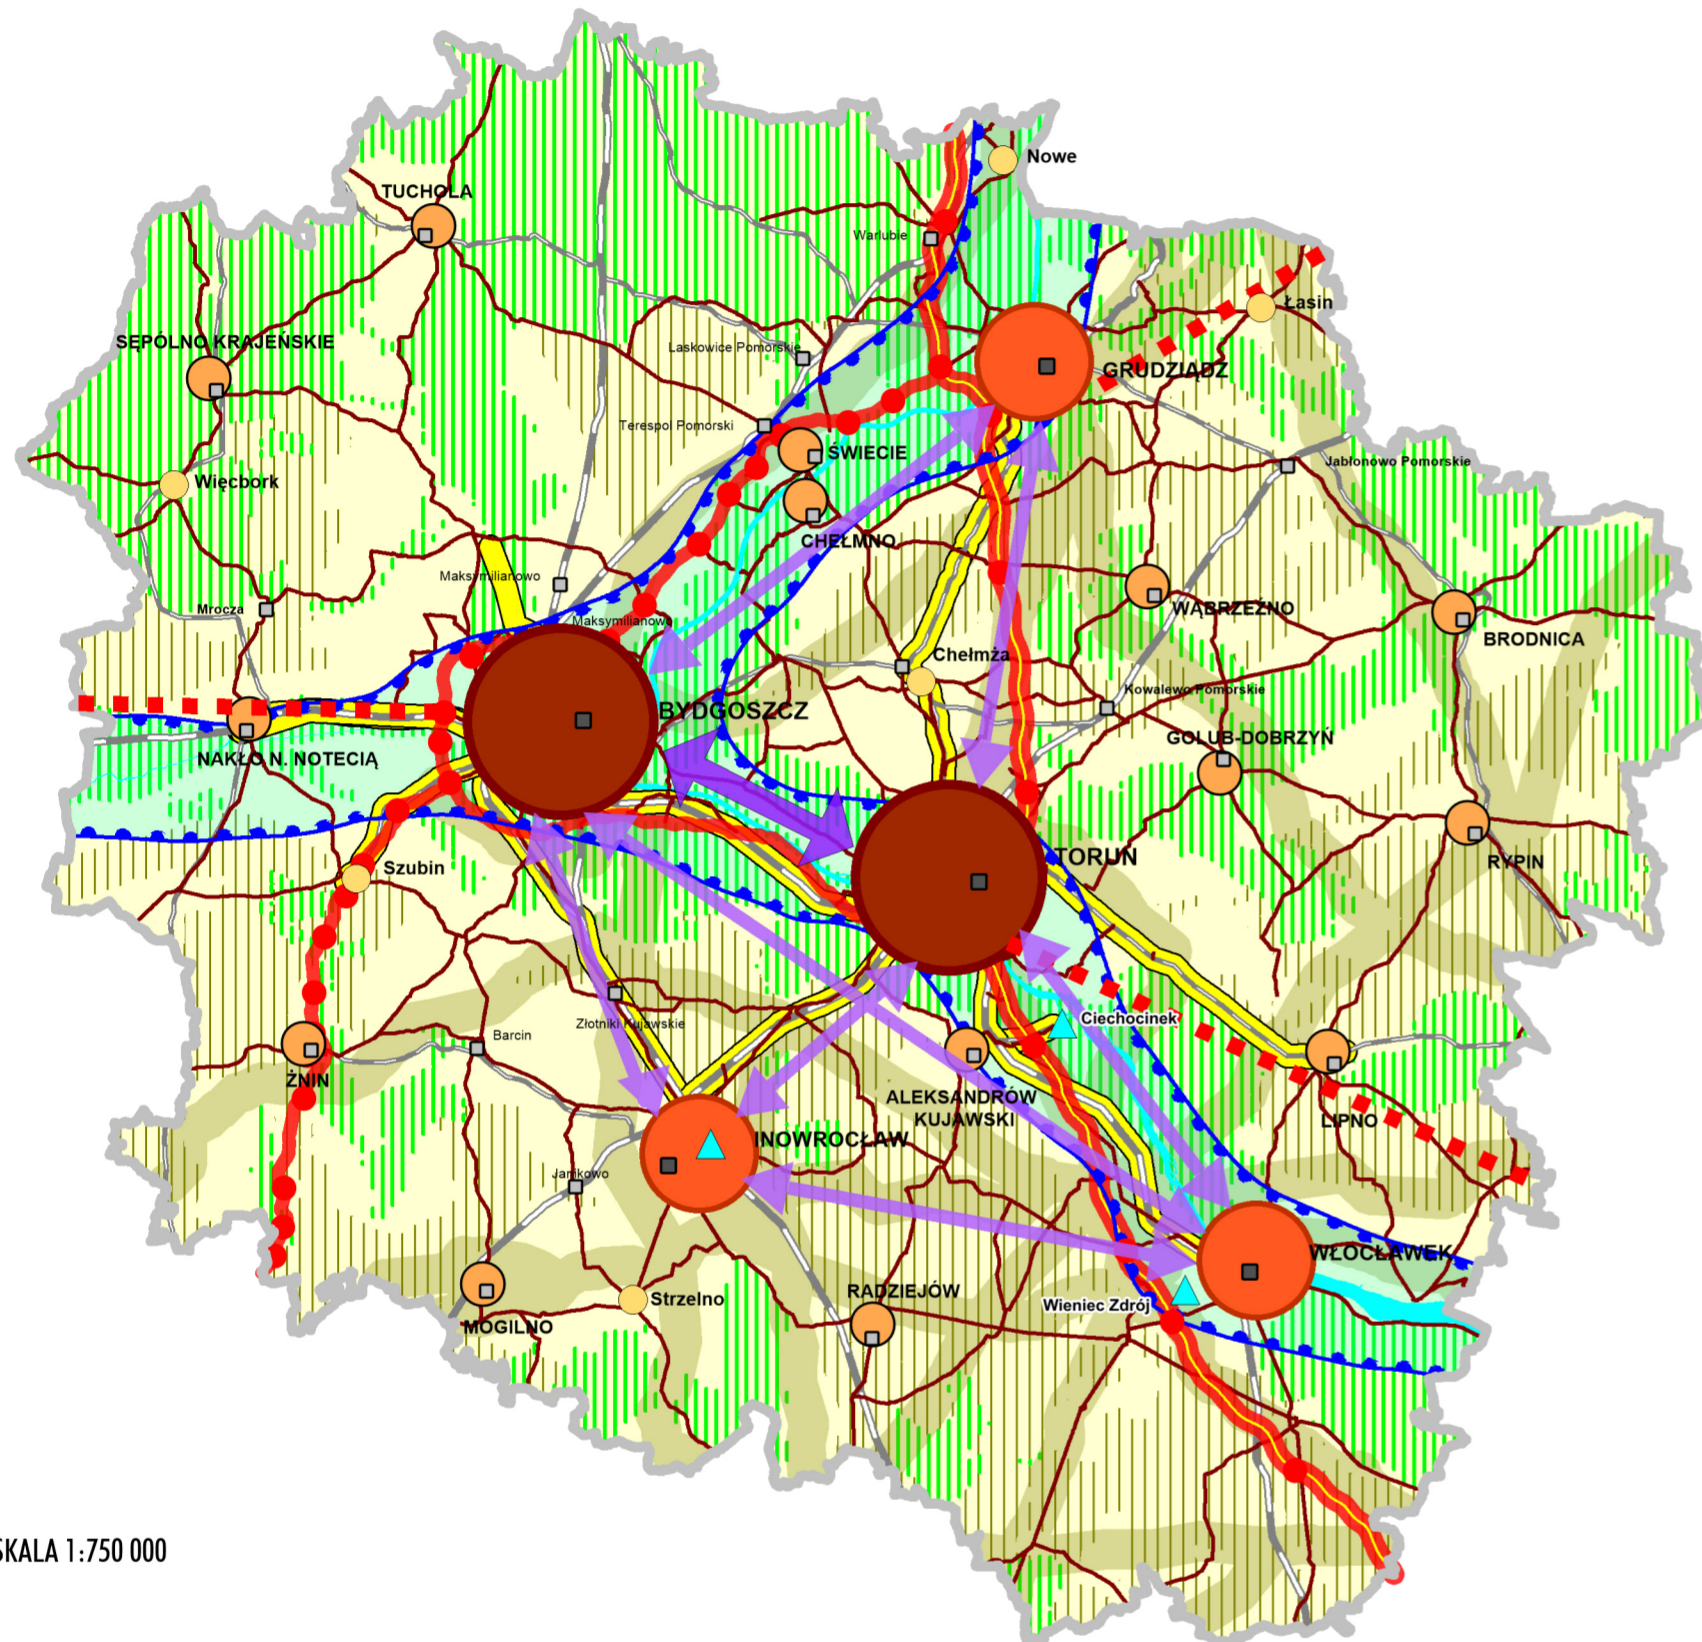 Nowe
TUCHOLA
Warlubie
Łasin
SĘPÓLNO KRAJEŃSKIE
Laskowice Pomorskie
GRUDZIĄDZ
Terespol Pomorski
ŚWIECIE
Jabłonowo Pomorskie
Więcbork
CHEŁMNO
Maksymilianowo
Mrocza
WĄBRZEŹNO
Maksymilianowo
BRODNICA
Chełmża
Kowalewo Pomorskie
BYDGOSZCZ
GOLUB-DOBRZYŃ
NAKŁO N. NOTECIĄ
TORUŃ
RYPIN
Szubin
Ciechocinek
Złotniki Kujawskie
Barcin
ŻNIN
ALEKSANDRÓW
KUJAWSKI
LIPNO
INOWROCŁAW
Janikowo
WŁOCŁAWEK
RADZIEJÓW
Strzelno
Wieniec Zdrój
MOGILNO
SKALA 1:750 000